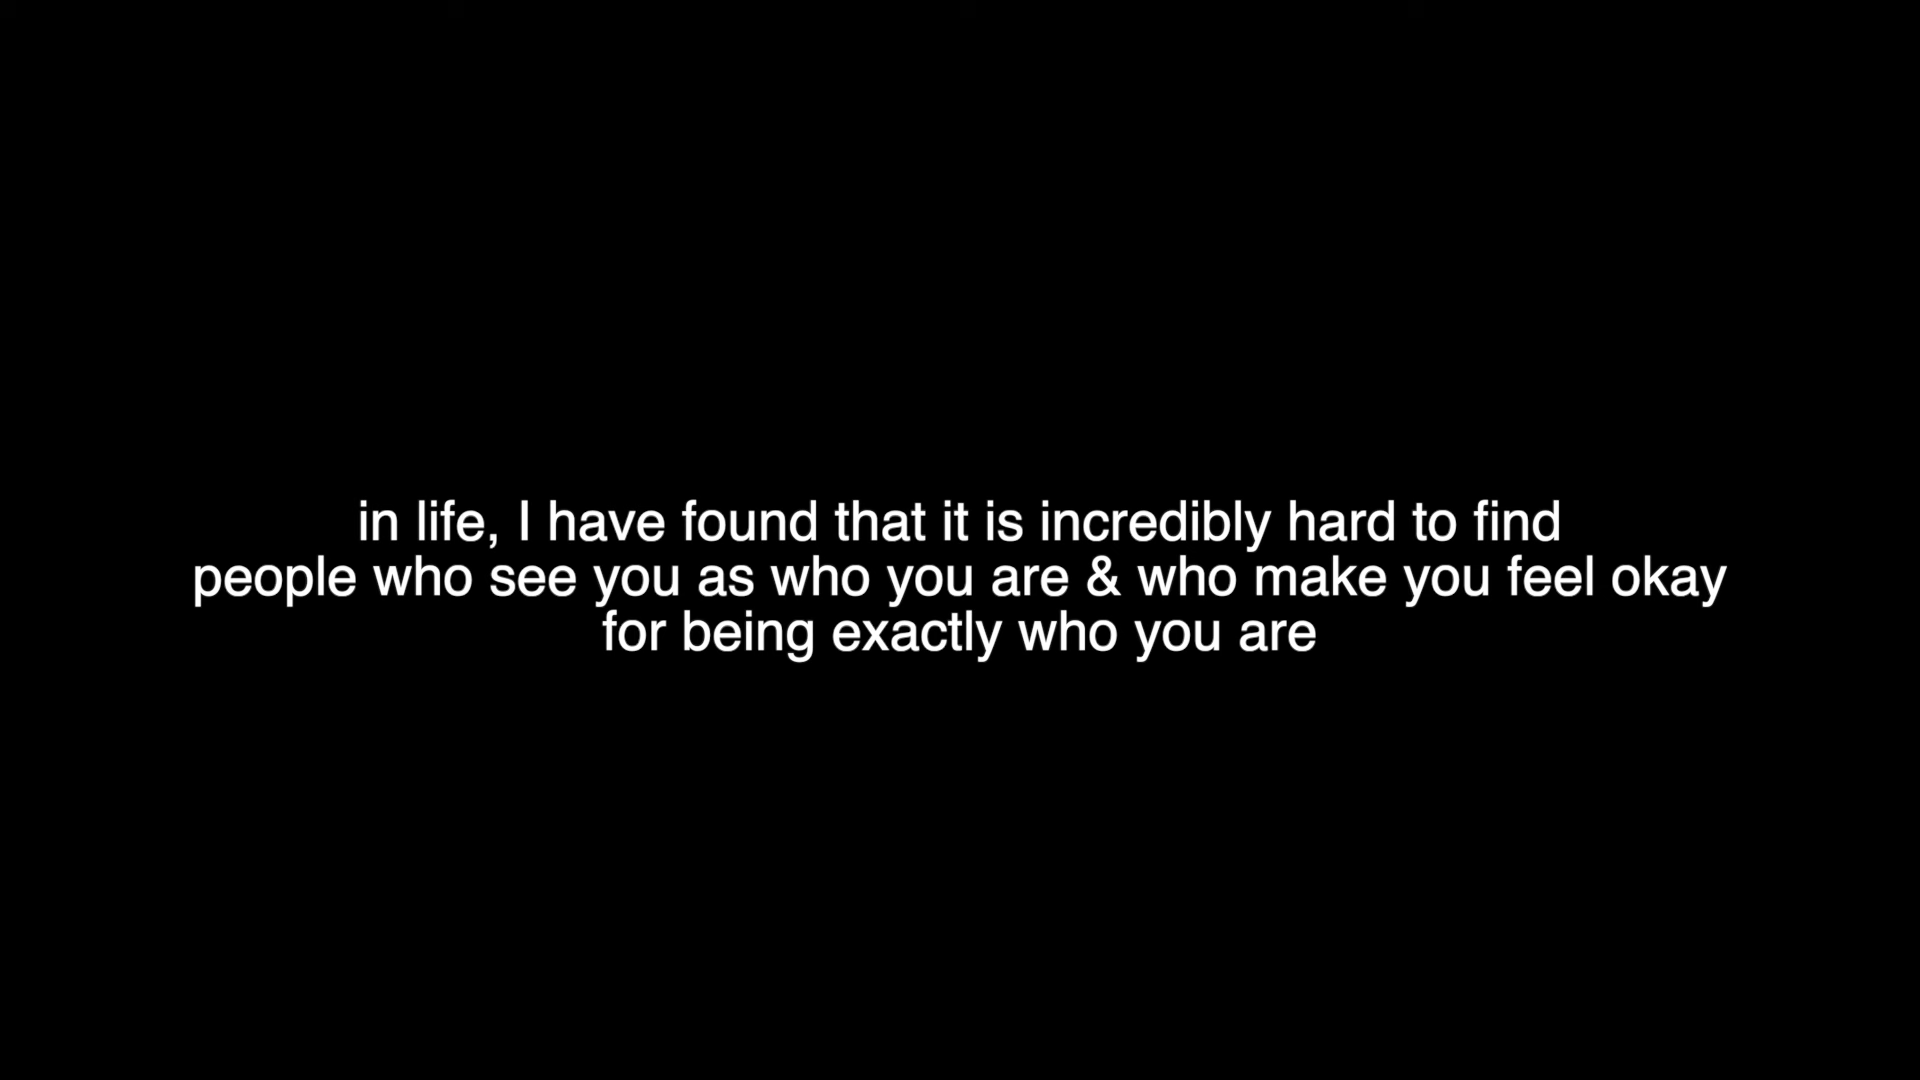 in life, I have found that it is incredibly hard to find
people who see you as who you are & who make you feel okay
for being exactly who you are